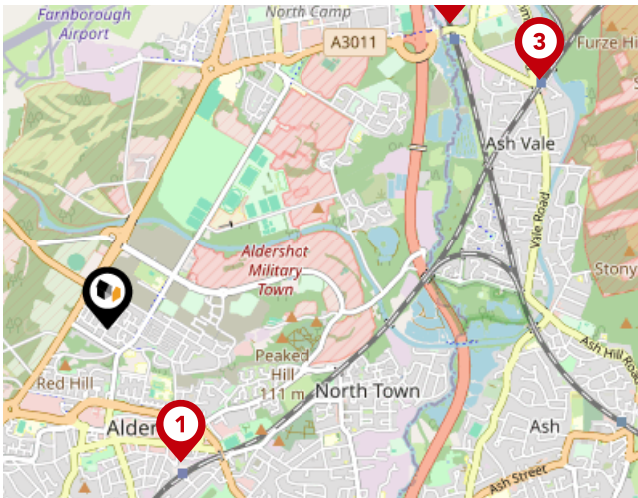 Farnborough
Airport
North Camp
A3011
3
Furze Hi
Ash Vale
Vale Road
Aldershot
Military
Town
Stony
Peaked
Hill
111 m
Red Hill
North Town
Ash Hill Roa
1
Alder
Ash
Ash Street